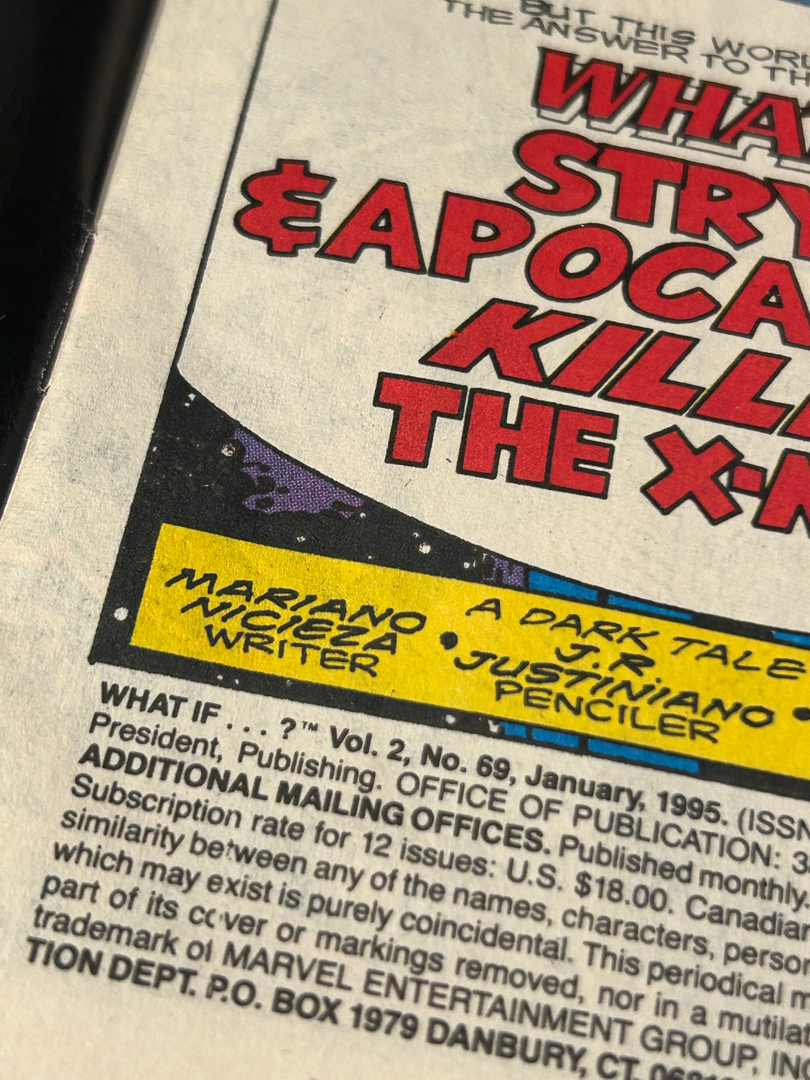 BUT THIS WORL
THE ANSWER TO TH
WHA
STRY
& APOCA
KILL
THE X-M
MARIANO
NICIEZA
WRITER
•
A DARK TALE
J.R.
JUSTINIANO
PENCILER
•
WHAT IF . . . ?™ Vol. 2, No. 69, January, 1995. (ISSN
President, Publishing. OFFICE OF PUBLICATION: 3
ADDITIONAL MAILING OFFICES. Published monthly.
Subscription rate for 12 issues: U.S. $18.00. Canadian
similarity between any of the names, characters, person
which may exist is purely coincidental. This periodical m
part of its cover or markings removed, nor in a mutilat
trademark of MARVEL ENTERTAINMENT GROUP, INC
TION DEPT. P.O. BOX 1979 DANBURY, CT. 068